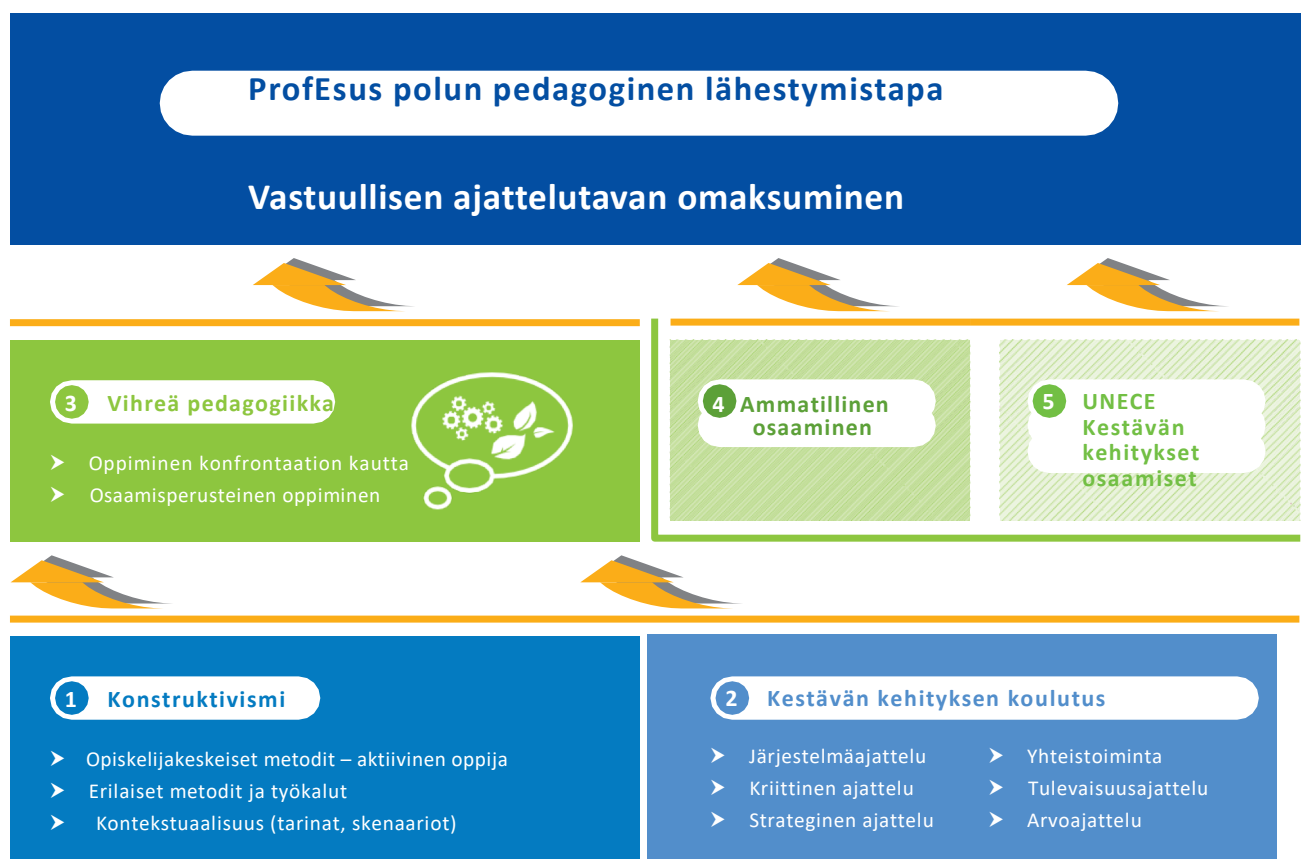 ProfEsus polun pedagoginen lähestymistapa
Vastuullisen ajattelutavan omaksuminen
3 Vihreä pedagogiikka
➤ Oppiminen konfrontaation kautta
➤ Osaamisperusteinen oppiminen
4 Ammatillinen
osaaminen
5 UNECE
Kestävän
kehitykset
osaamiset
1 Konstruktivismi
➤ Opiskelijakeskeiset metodit – aktiivinen oppija
➤ Erilaiset metodit ja työkalut
➤ Kontekstuaalisuus (tarinat, skenaariot)
2 Kestävän kehityksen koulutus
➤ Järjestelmäajattelu
➤ Kriittinen ajattelu
➤ Strateginen ajattelu
➤ Yhteistoiminta
➤ Tulevaisuusajattelu
➤ Arvoajattelu